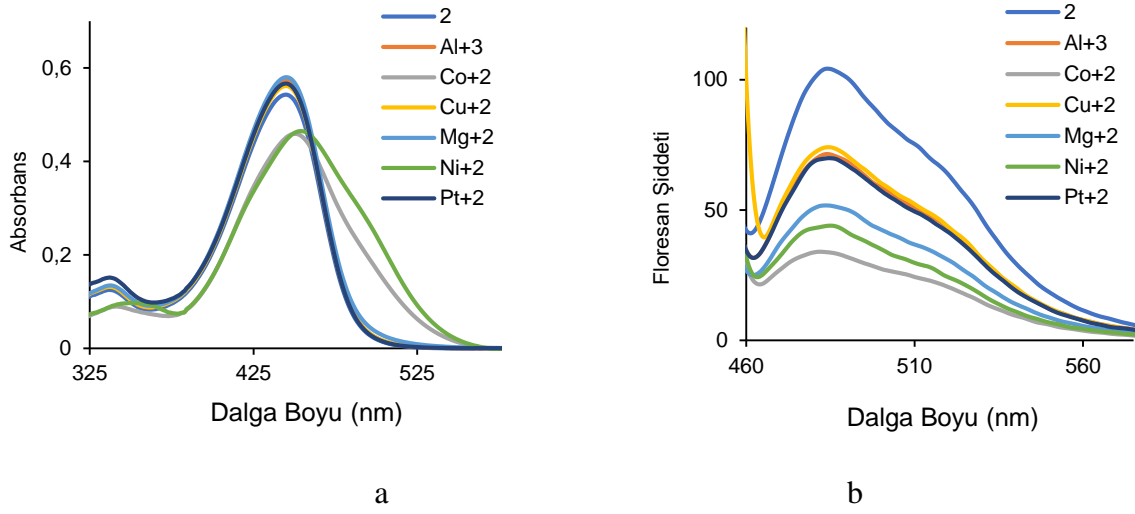 2
Al+3
Co+2
Cu+2
Mg+2
Ni+2
Pt+2
0,6
0,4
0,2
0
325
425
525
Absorbans
Dalga Boyu (nm)
a
2
Al+3
Co+2
Cu+2
Mg+2
Ni+2
Pt+2
100
50
0
460
510
560
Floresan Şiddeti
Dalga Boyu (nm)
b